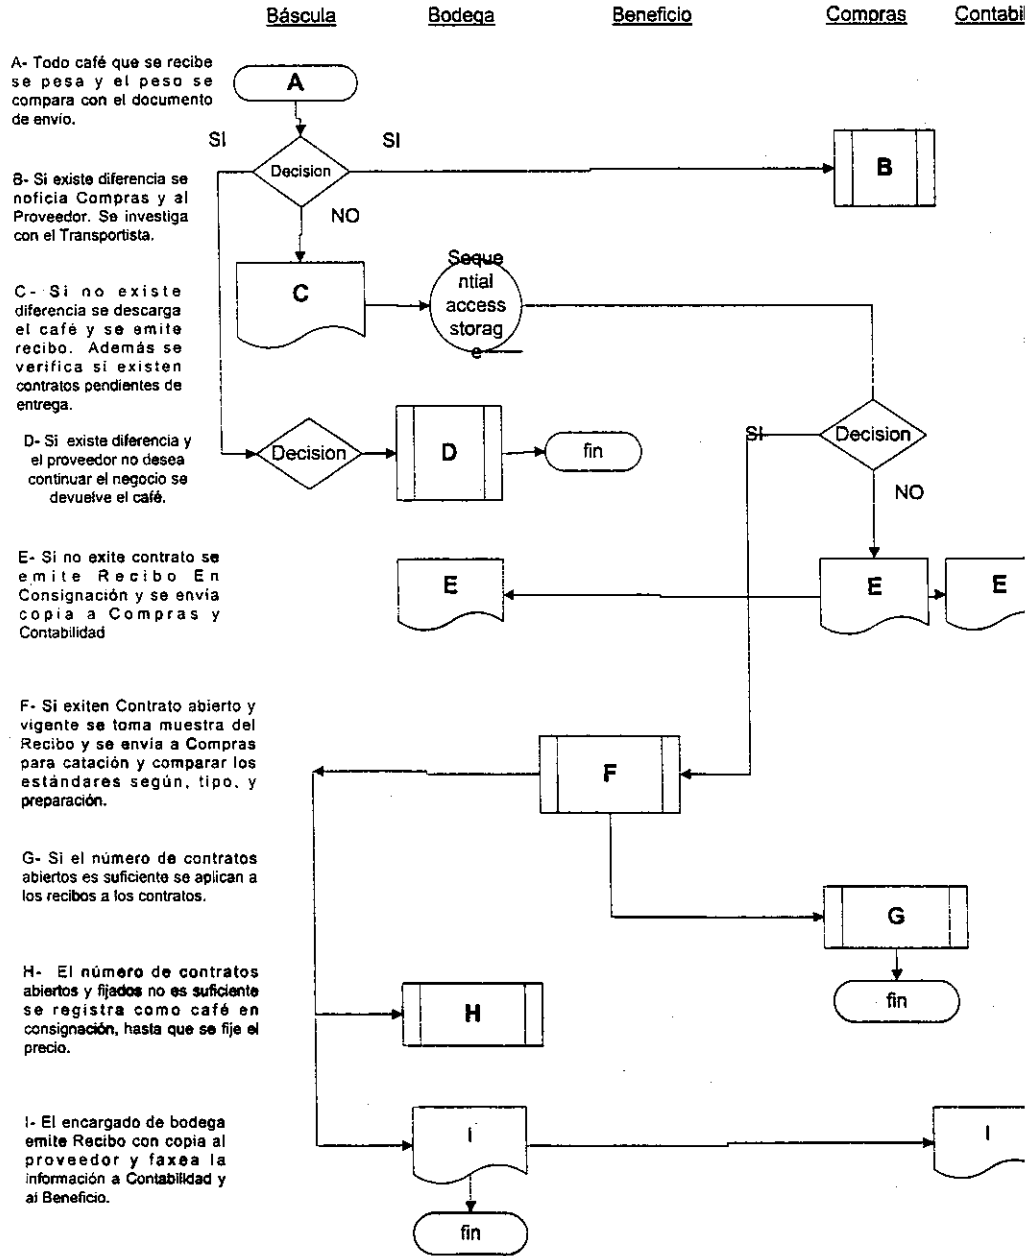 Báscula Bodega Beneficio Compras Contabil
A- Todo café que se recibe
se pesa y el peso se
compara con el documento
de envío.
A
SI
SI
Decision
NO
B
B- Si existe diferencia se
noficia Compras y al
Proveedor. Se investiga
con el Transportista.
C- Si no existe
diferencia se descarga
el café y se emite
recibo. Además se
verifica si existen
contratos pendientes de
entrega.
C
Seque
ntial
access
storag
e
D- Si existe diferencia y
el proveedor no desea
continuar el negocio se
devuelve el café.
Decision
D
fin
SI
Decision
NO
E- Si no exite contrato se
emite Recibo En
Consignación y se envia
copia a Compras y
Contabilidad
E
E
E
F- Si exiten Contrato abierto y
vigente se toma muestra del
Recibo y se envia a Compras
para catación y comparar los
estándares según, tipo, y
preparación.
F
G- Si el número de contratos
abiertos es suficiente se aplican a
los recibos a los contratos.
G
fin
H- El número de contratos
abiertos y fijados no es suficiente
se registra como café en
consignación, hasta que se fije el
precio.
H
I- El encargado de bodega
emite Recibo con copia al
proveedor y faxea la
información a Contabilidad y
al Beneficio.
I
I
fin